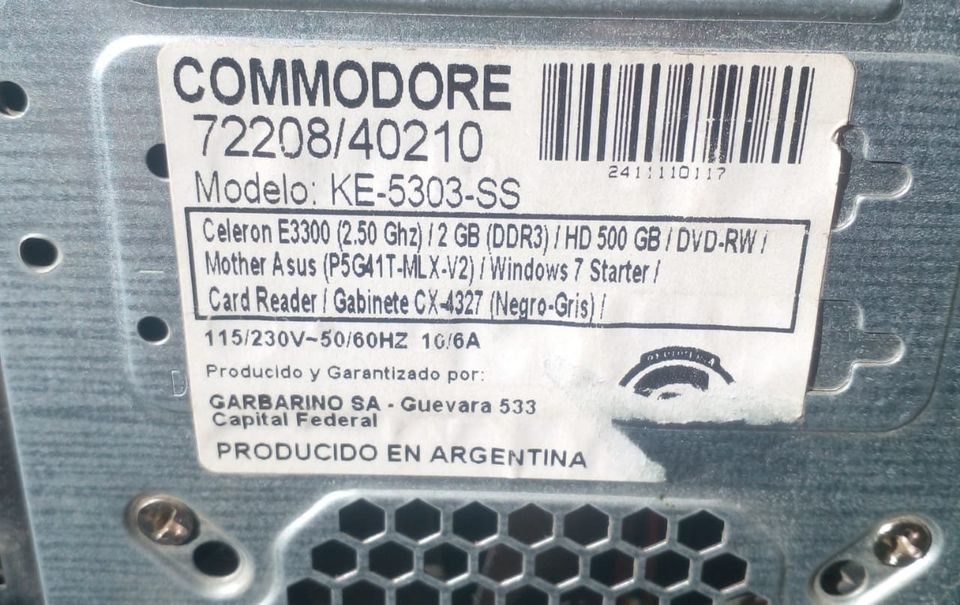 COMMODORE
72208/40210
2411110117
Modelo: KE-5303-SS
Celeron E3300 (2.50 Ghz) / 2 GB (DDR3) / HD 500 GB / DVD-RW /
Mother Asus (P5G41T-MLX-V2) / Windows 7 Starter /
Card Reader / Gabinete CX-4327 (Negro-Gris) /
115/230V~50/60HZ 10/6A
Producido y Garantizado por:
GARBARINO SA - Guevara 533
Capital Federal
PRODUCIDO EN ARGENTINA